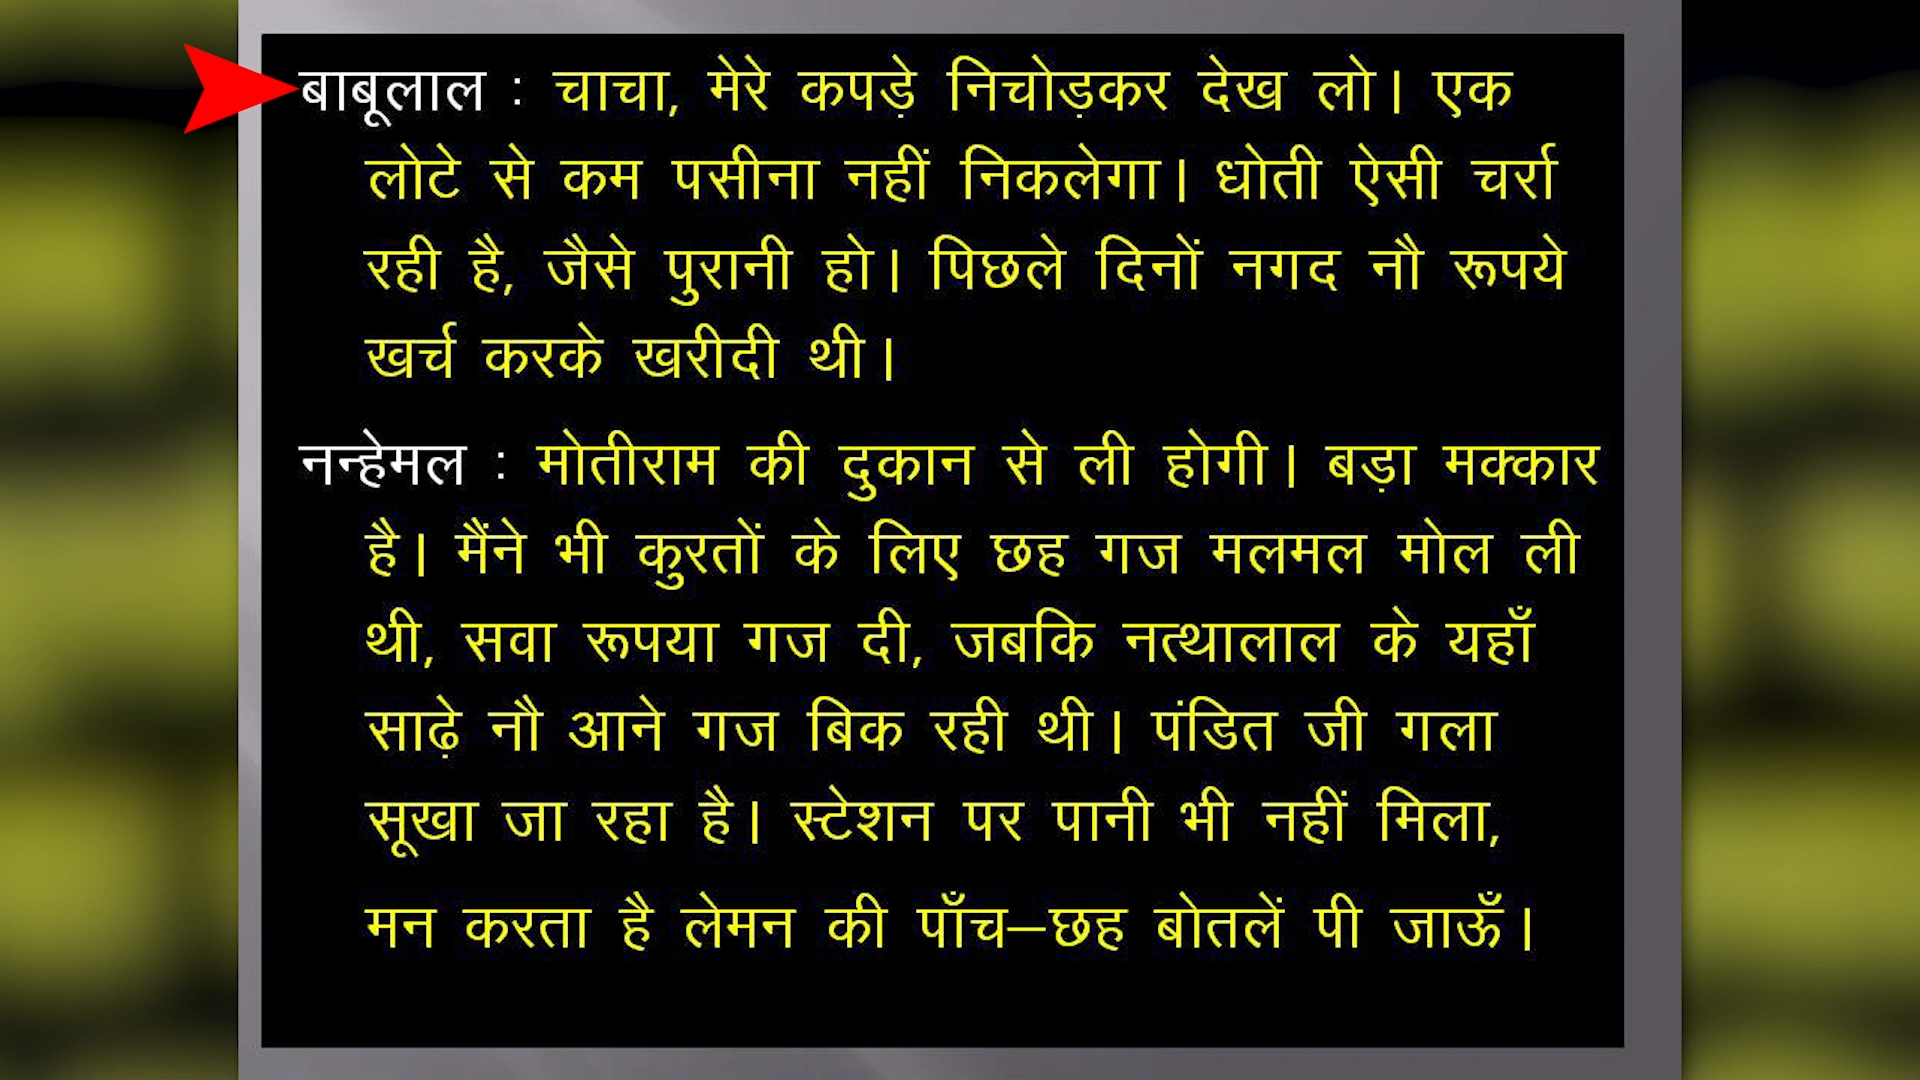 बाबूलाल : चाचा, मेरे कपड़े निचोड़कर देख लो। एक
लोटे से कम पसीना नहीं निकलेगा। धोती ऐसी चर्रा
रही है, जैसे पुरानी हो। पिछले दिनों नगद नौ रूपये
खर्च करके खरीदी थी।
नन्हेमल : मोतीराम की दुकान से ली होगी। बड़ा मक्कार
है। मैंने भी कुरतों के लिए छह गज मलमल मोल ली
थी, सवा रूपया गज दी, जबकि नत्थालाल के यहाँ
साढ़े नौ आने गज बिक रही थी। पंडित जी गला
सूखा जा रहा है। स्टेशन पर पानी भी नहीं मिला,
मन करता है लेमन की पाँच–छह बोतलें पी जाऊँ।